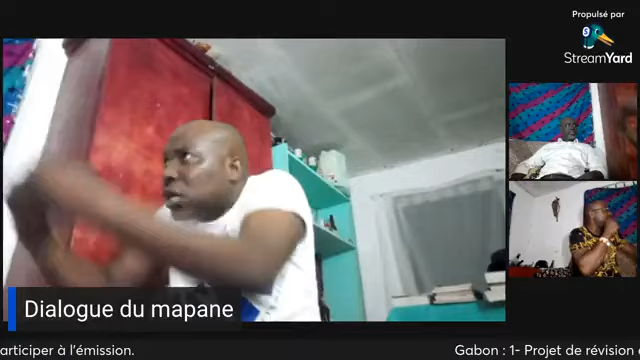 Propulsé par
StreamYard
Dialogue du mapane
articiper à l'émission.
Gabon : 1- Projet de révision